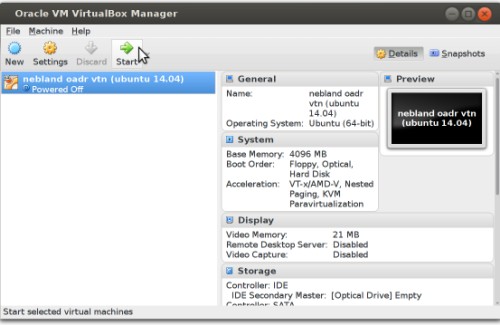 Oracle VM VirtualBox Manager
File Machine Help
New Settings Discard Start
Details Snapshots
nebland oadr vtn (ubuntu 14.04)
Powered Off
General
Name: nebland oadr
vtn (ubuntu
14.04)
Operating System: Ubuntu (64-bit)
Preview
nebland oadr vtn
(ubuntu 14.04)
System
Base Memory: 4096 MB
Boot Order: Floppy, Optical,
Hard Disk
Acceleration: VT-x/AMD-V, Nested
Paging, KVM
Paravirtualization
Display
Video Memory: 21 MB
Remote Desktop Server: Disabled
Video Capture: Disabled
Storage
Controller: IDE
IDE Secondary Master: [Optical Drive] Empty
Controller: SATA
Start selected virtual machines